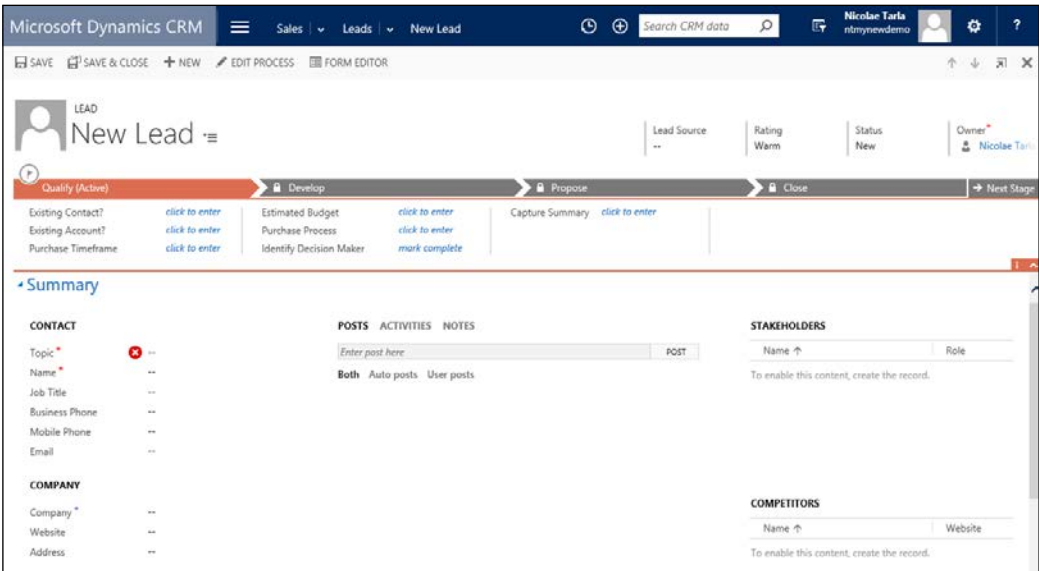 Microsoft Dynamics CRM Sales Leads New Lead Search CRM data Nicolae Tarla ntmynewdemo ?
SAVE SAVE & CLOSE + NEW EDIT PROCESS FORM EDITOR
LEAD
New Lead
Lead Source Rating Status Owner*
-- Warm New Nicolae Tarla
Qualify (Active) Develop Propose Close → Next Stage
Existing Contact? click to enter Estimated Budget click to enter Capture Summary click to enter
Existing Account? click to enter Purchase Process click to enter
Purchase Timeframe click to enter Identify Decision Maker mark complete
Summary
CONTACT POSTS ACTIVITIES NOTES STAKEHOLDERS
Topic* -- Enter post here POST Name ↑ Role
Name* -- Both Auto posts User posts To enable this content, create the record.
Job Title --
Business Phone --
Mobile Phone --
Email --
COMPANY
COMPETITORS
Company* -- Name ↑ Website
Website --
Address -- To enable this content, create the record.